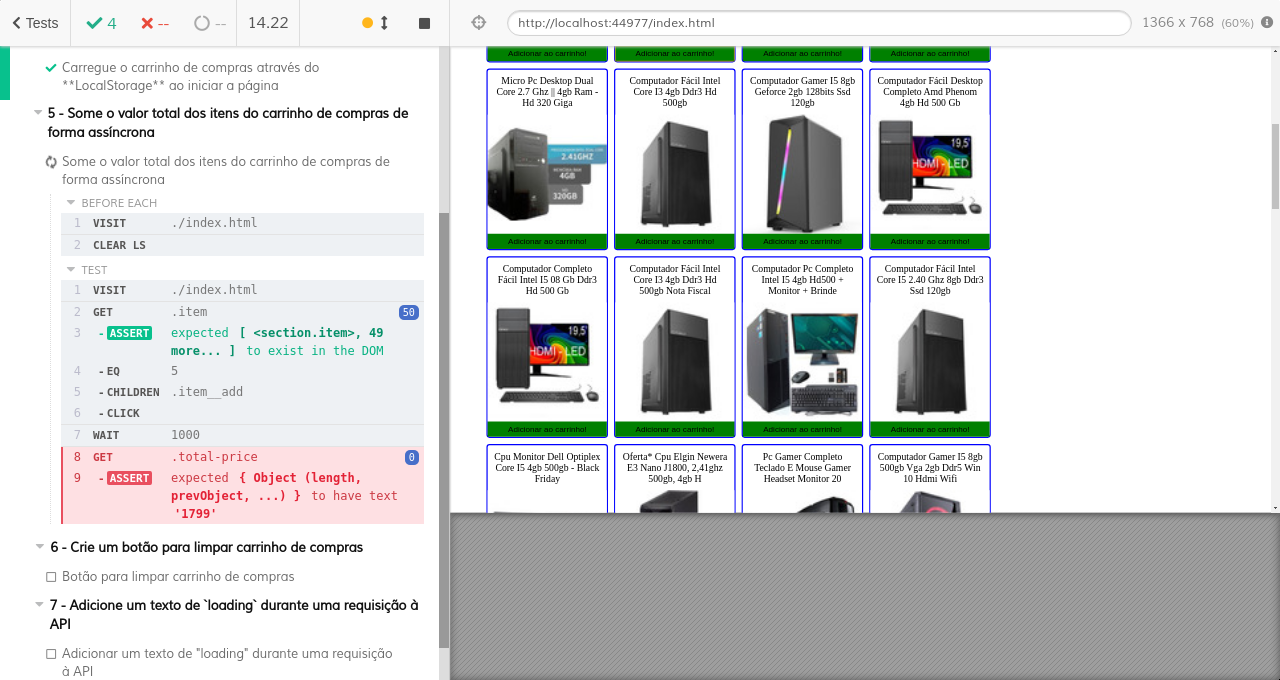 Tests
4
--
--
14.22
http://localhost:44977/index.html
1366 x 768 (60%)
Carregue o carrinho de compras através do
**LocalStorage** ao iniciar a página
5 - Some o valor total dos itens do carrinho de compras de
forma assíncrona
Some o valor total dos itens do carrinho de compras de
forma assíncrona
BEFORE EACH
1 VISIT ./index.html
2 CLEAR LS
TEST
1 VISIT ./index.html
2 GET .item 50
3 - ASSERT expected [ <section.item>, 49
more... ] to exist in the DOM
4 - EQ 5
5 - CHILDREN .item__add
6 - CLICK
7 WAIT 1000
8 GET .total-price 0
9 - ASSERT expected { Object (length,
prevObject, ...) } to have text
'1799'
6 - Crie um botão para limpar carrinho de compras
Botão para limpar carrinho de compras
7 - Adicione um texto de `loading` durante uma requisição à
API
Adicionar um texto de "loading" durante uma requisição
à API
Adicionar ao carrinho! Adicionar ao carrinho! Adicionar ao carrinho! Adicionar ao carrinho!
Micro Pc Desktop Dual
Core 2.7 Ghz || 4gb Ram -
Hd 320 Giga
2.41GHZ
4GB
320GB
Adicionar ao carrinho!
Computador Fácil Intel
Core I3 4gb Ddr3 Hd
500gb
Adicionar ao carrinho!
Computador Gamer I5 8gb
Geforce 2gb 128bits Ssd
120gb
Adicionar ao carrinho!
Computador Fácil Desktop
Completo Amd Phenom
4gb Hd 500 Gb
19,5'
HDMI - LED
Adicionar ao carrinho!
Computador Completo
Fácil Intel I5 08 Gb Ddr3
Hd 500 Gb
19,5'
HDMI - LED
Adicionar ao carrinho!
Computador Fácil Intel
Core I3 4gb Ddr3 Hd
500gb Nota Fiscal
Adicionar ao carrinho!
Computador Pc Completo
Intel I5 4gb Hd500 +
Monitor + Brinde
Adicionar ao carrinho!
Computador Fácil Intel
Core I5 2.40 Ghz 8gb Ddr3
Ssd 120gb
Adicionar ao carrinho!
Cpu Monitor Dell Optiplex
Core I5 4gb 500gb - Black
Friday
Oferta* Cpu Elgin Newera
E3 Nano J1800, 2,41ghz
500gb, 4gb H
Pc Gamer Completo
Teclado E Mouse Gamer
Headset Monitor 20
Computador Gamer I5 8gb
500gb Vga 2gb Ddr5 Win
10 Hdmi Wifi